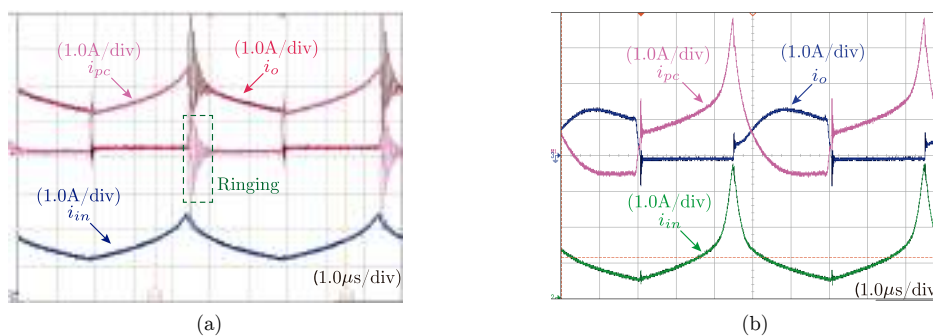 (1.0A/div)
i_pc
(1.0A/div)
i_o
Ringing
(1.0A/div)
i_in
(1.0μs/div)
(a)
(1.0A/div)
i_pc
(1.0A/div)
i_o
(1.0A/div)
i_in
(1.0μs/div
(b)